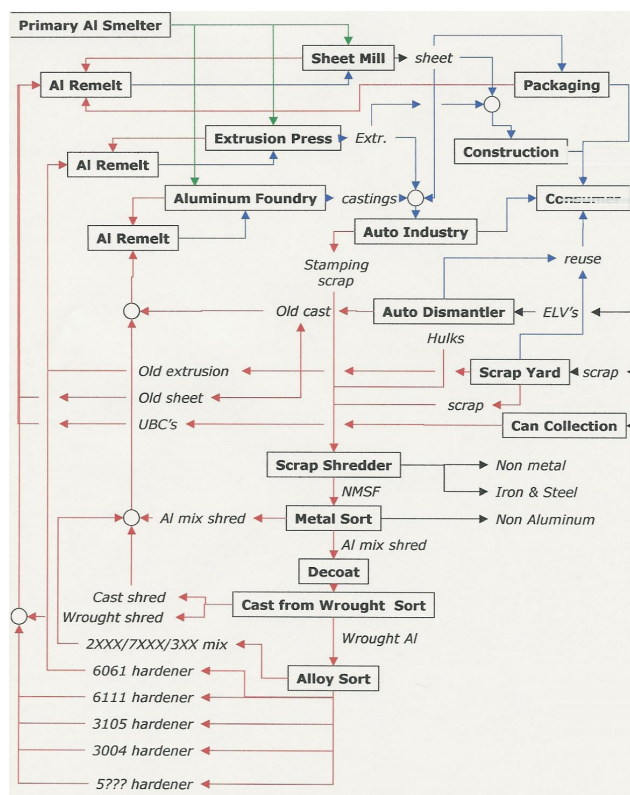 Primary Al Smelter
Sheet Mill
sheet
Al Remelt
Packaging
Extrusion Press
Extr.
Construction
Al Remelt
Aluminum Foundry
castings
Al Remelt
Auto Industry
Stamping
scrap
reuse
Old cast
Auto Dismantler
ELV's
Hulks
Old extrusion
Scrap Yard
scrap
Old sheet
scrap
UBC's
Can Collection
Scrap Shredder
Non metal
NMSF
Iron & Steel
Al mix shred
Metal Sort
Non Aluminum
Al mix shred
Decoat
Cast shred
Cast from Wrought Sort
Wrought shred
2XXX/7XXX/3XX mix
Wrought Al
6061 hardener
Alloy Sort
6111 hardener
3105 hardener
3004 hardener
5??? hardener